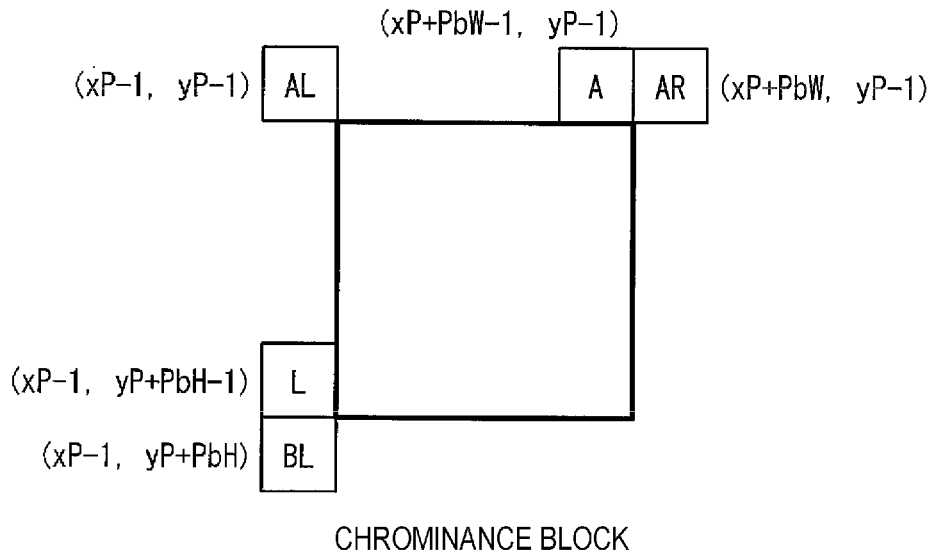 (xP+PbW-1, yP-1)
(xP-1, yP-1) AL A AR (xP+PbW, yP-1)
(xP-1, yP+PbH-1) L
(xP-1, yP+PbH) BL
CHROMINANCE BLOCK